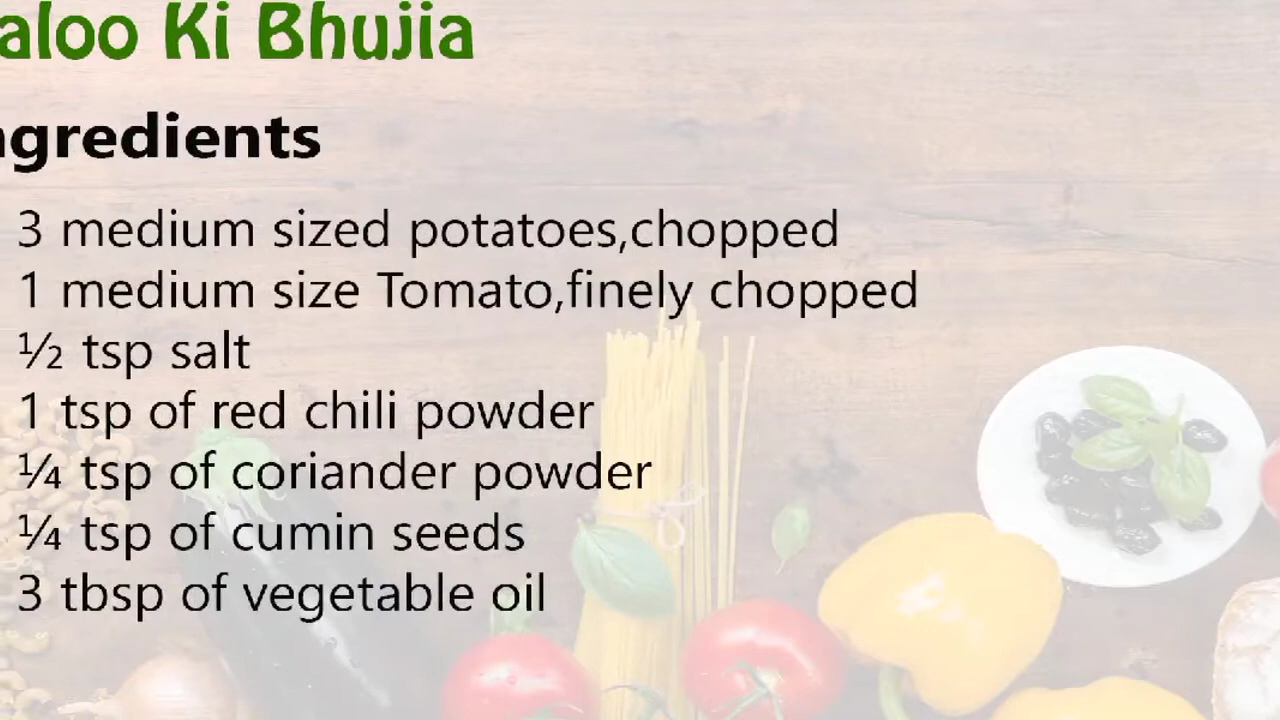 aloo Ki Bhujia
ngredients
3 medium sized potatoes,chopped
1 medium size Tomato,finely chopped
½ tsp salt
1 tsp of red chili powder
¼ tsp of coriander powder
¼ tsp of cumin seeds
3 tbsp of vegetable oil